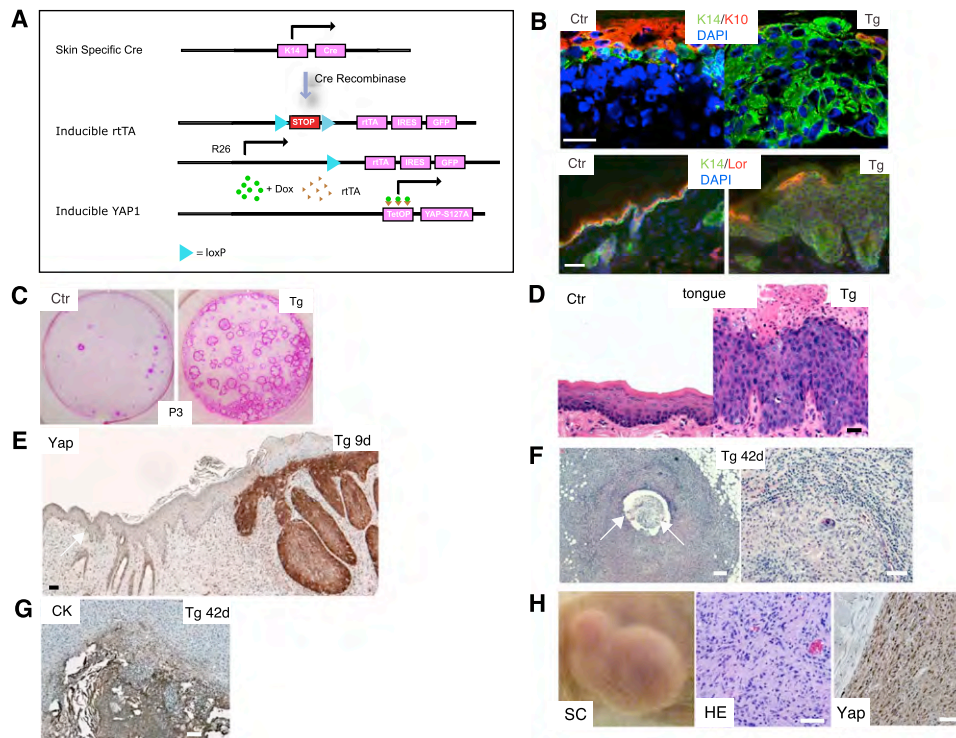 A
Skin Specific Cre
K14
Cre
Cre Recombinase
STOP
rtTA
IRES
GFP
Inducible rtTA
R26
rtTA
IRES
GFP
+ Dox
rtTA
Inducible YAP1
TetOP
YAP-S127A
= loxP
B
Ctr
K14/K10
DAPI
Tg
Ctr
K14/Lor
DAPI
Tg
C
Ctr
Tg
P3
D
Ctr
tongue
Tg
E
Yap
Tg 9d
F
Tg 42d
G
CK
Tg 42d
H
SC
HE
Yap